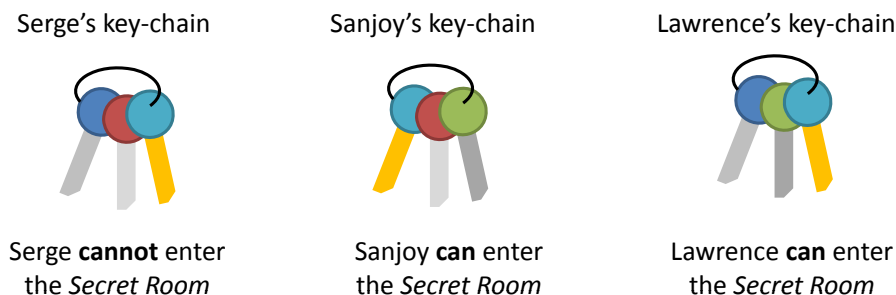 Serge’s key-chain
Sanjoy’s key-chain
Lawrence’s key-chain
Serge cannot enter
the Secret Room
Sanjoy can enter
the Secret Room
Lawrence can enter
the Secret Room